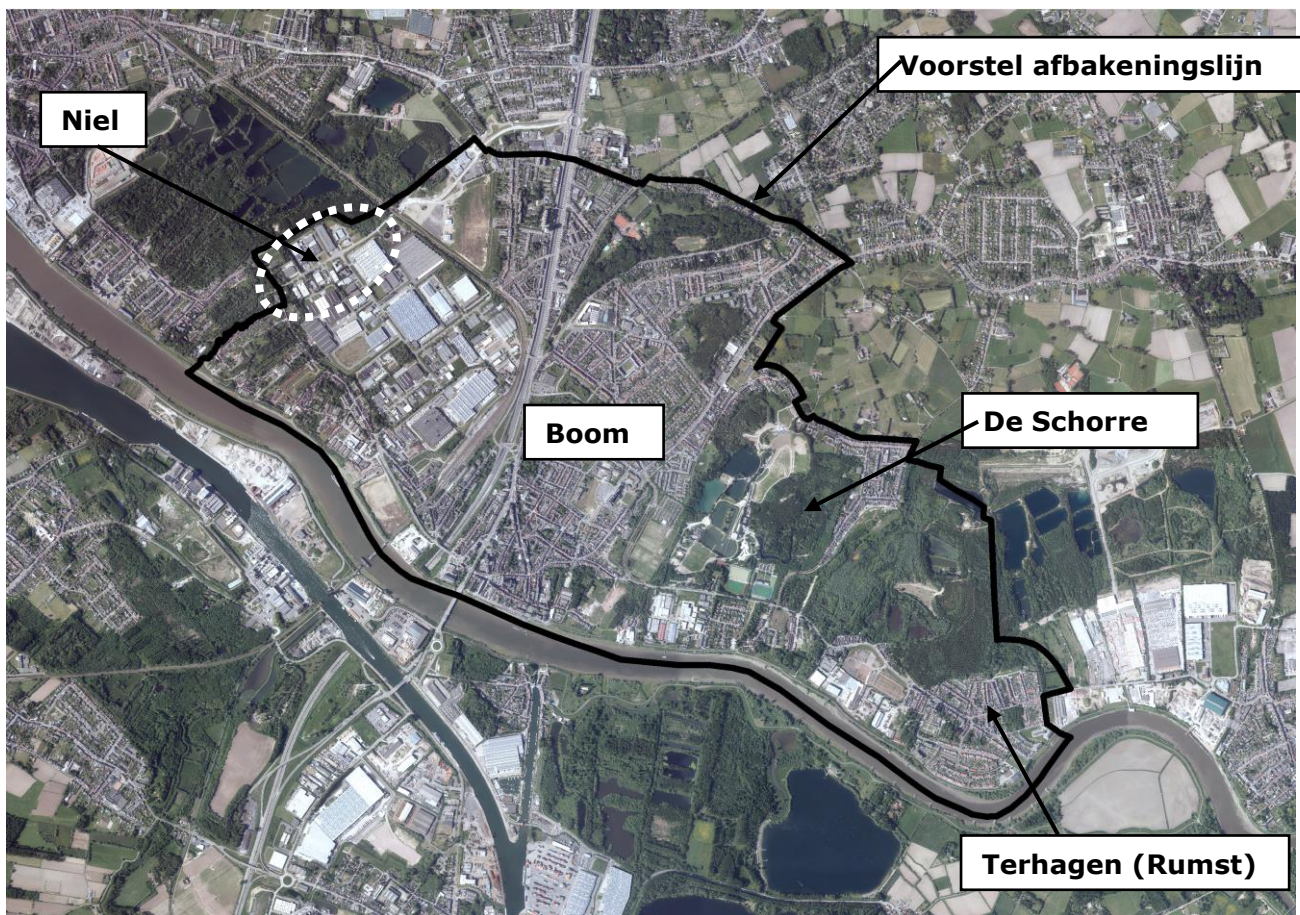 Voorstel afbakeningslijn
Niel
De Schorre
Boom
Terhagen (Rumst)